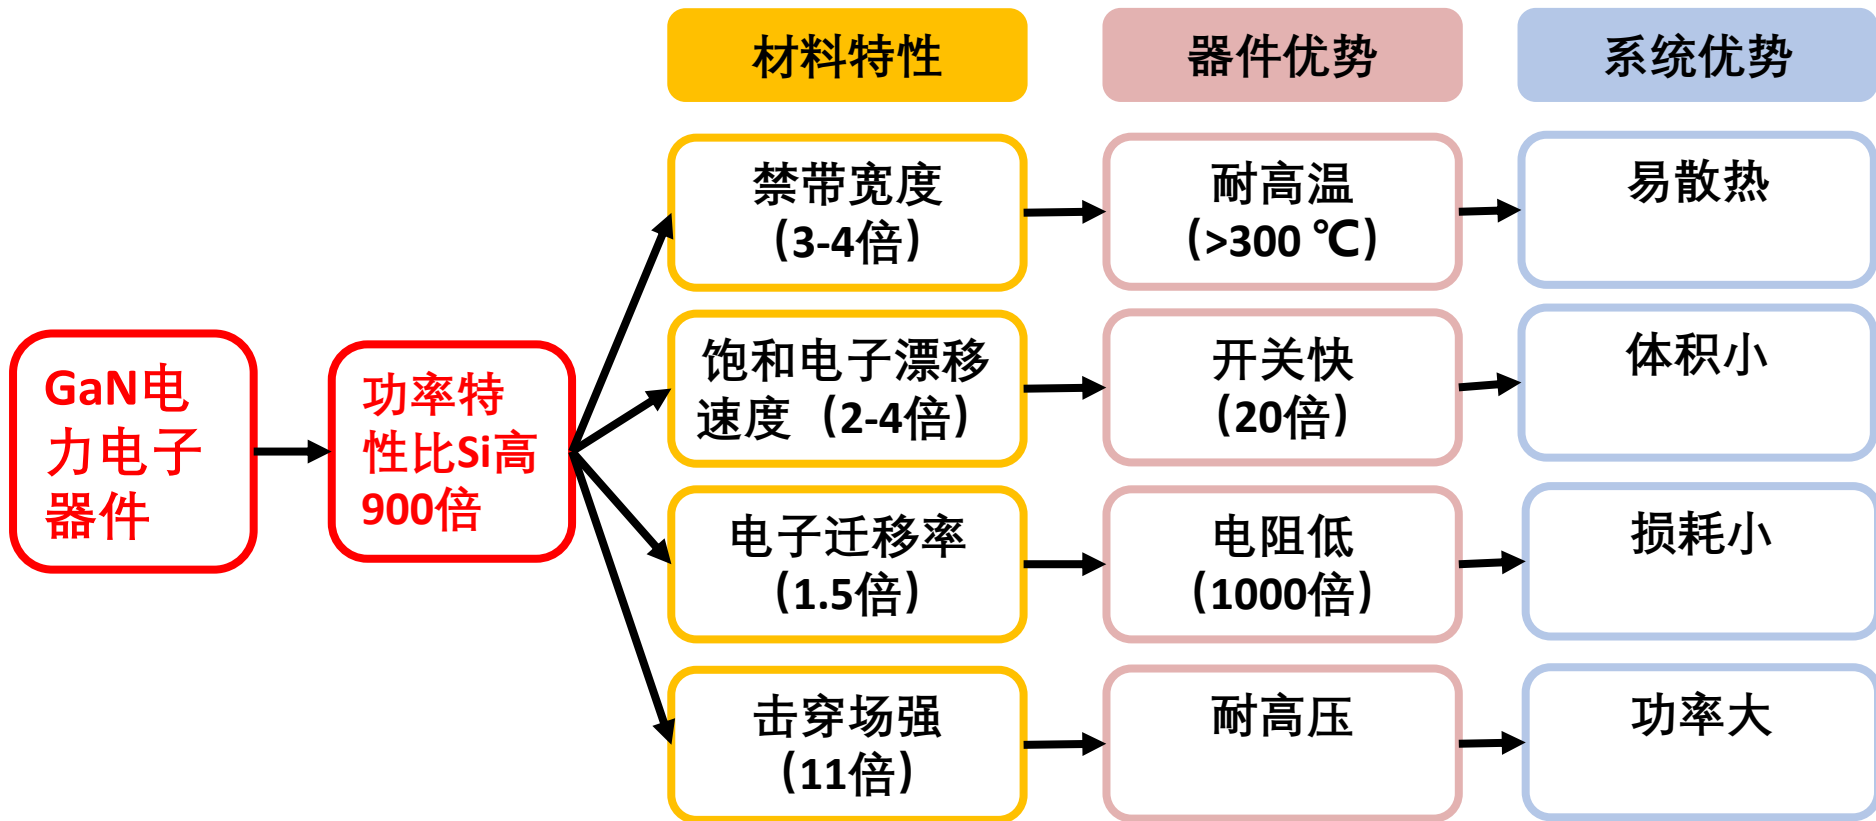 材料特性
器件优势
系统优势
GaN电
力电子
器件
功率特
性比Si高
900倍
禁带宽度
(3-4倍)
耐高温
(>300 ℃)
易散热
饱和电子漂移
速度 (2-4倍)
开关快
(20倍)
体积小
电子迁移率
(1.5倍)
电阻低
(1000倍)
损耗小
击穿场强
(11倍)
耐高压
功率大